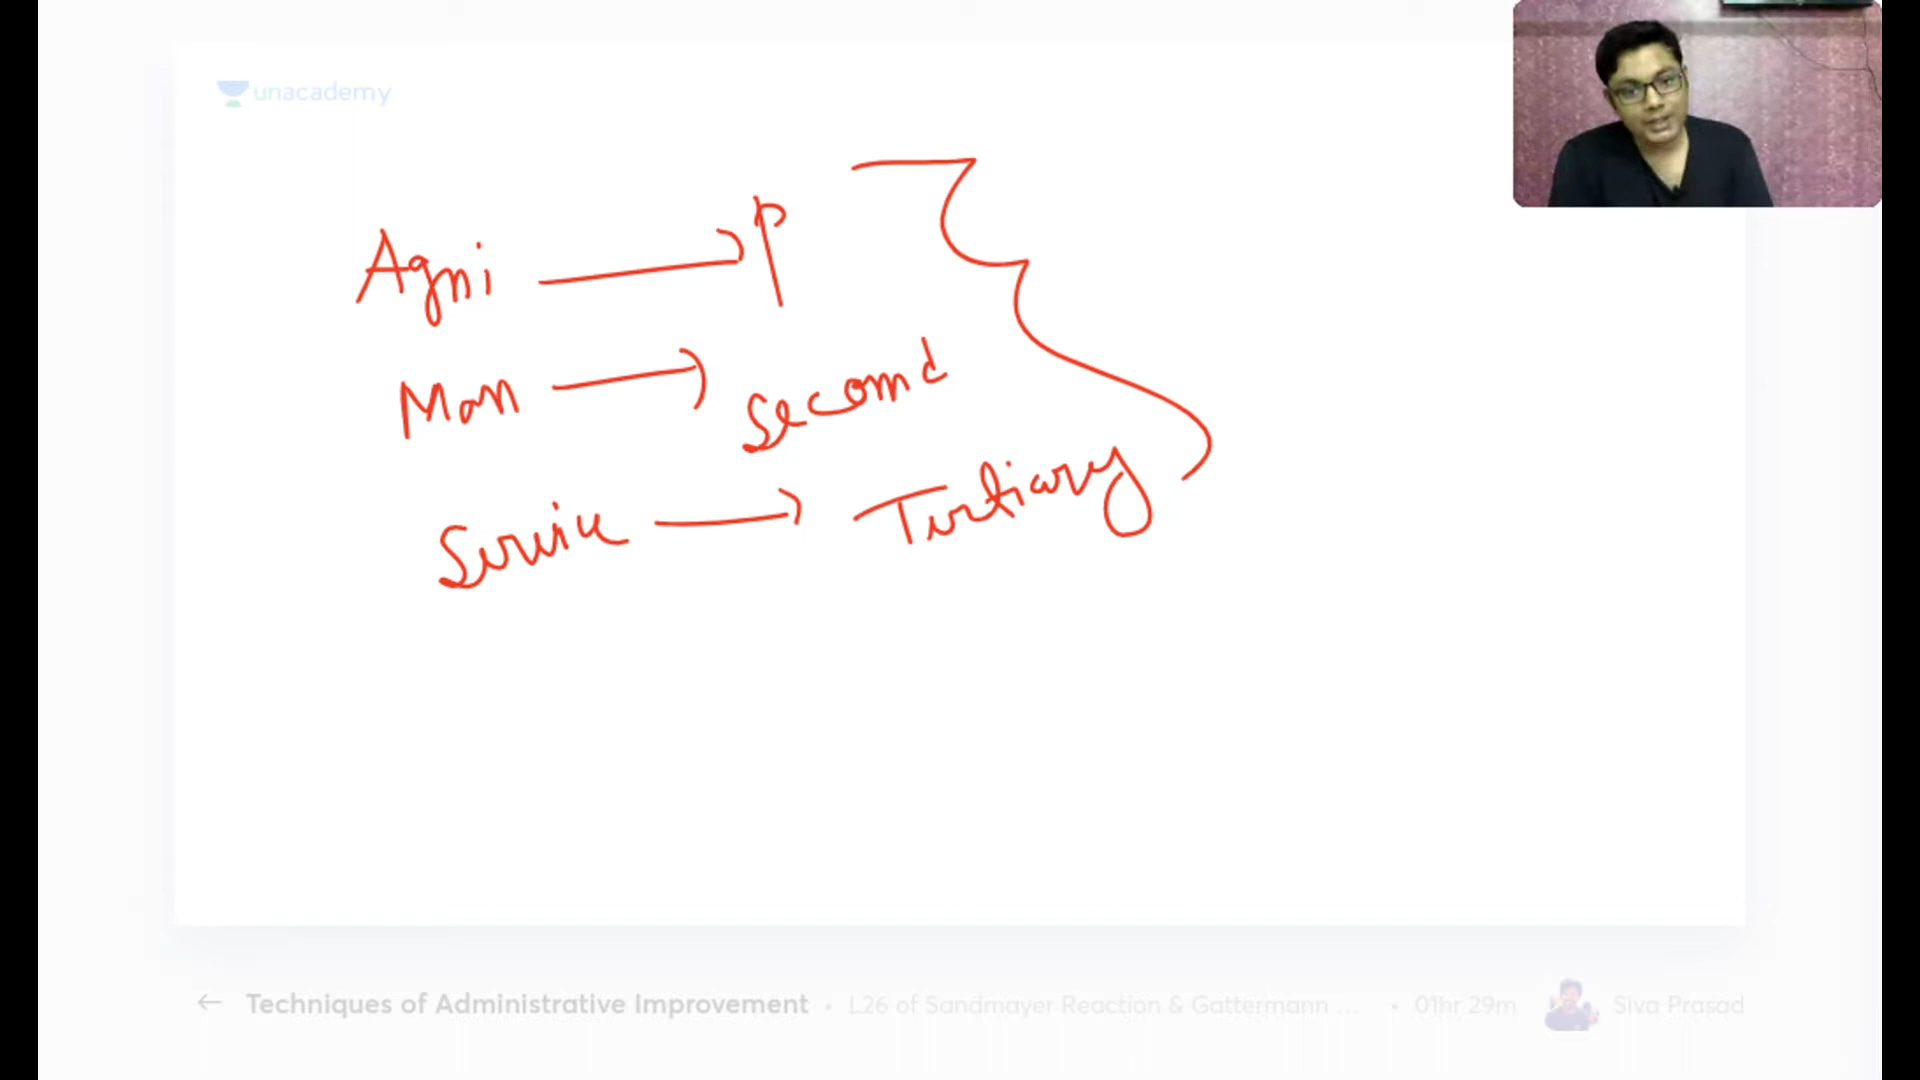 unacademy
Agni → P
Man → Second
Service → Tertiary
← Techniques of Administrative Improvement • L26 of Sandmayer Reaction & Gattermann ... • 01hr 29m Siva Prasad